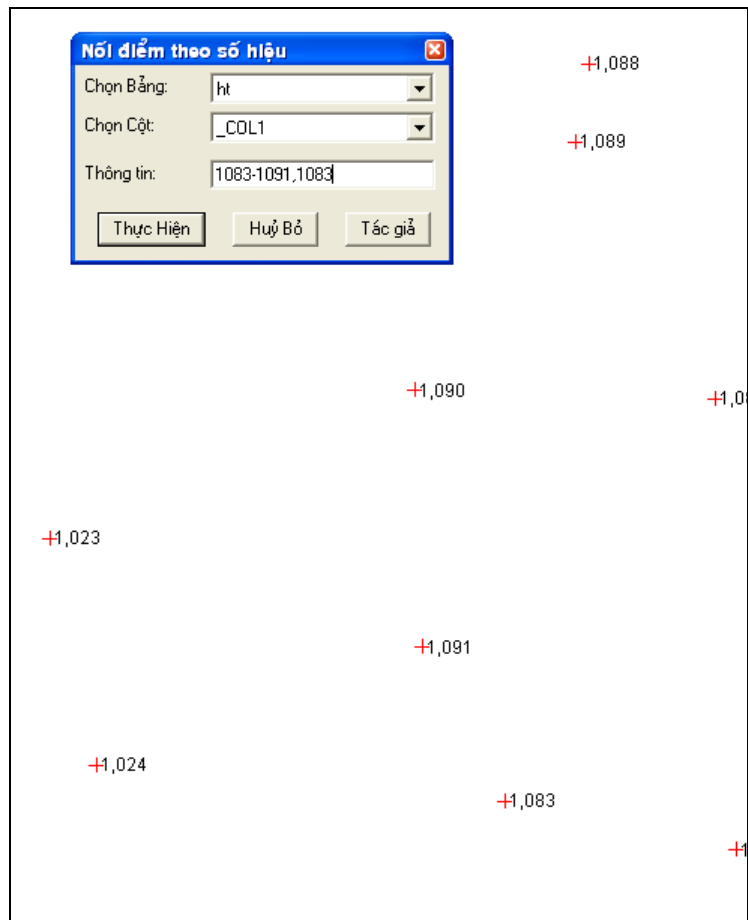 Nối điểm theo số hiệu
Chọn Bảng:
ht
Chọn Cột:
_COL1
Thông tin:
1083-1091,1083
Thực Hiện
Huỷ Bỏ
Tác giả
1,088
1,089
1,090
1,023
1,091
1,024
1,083